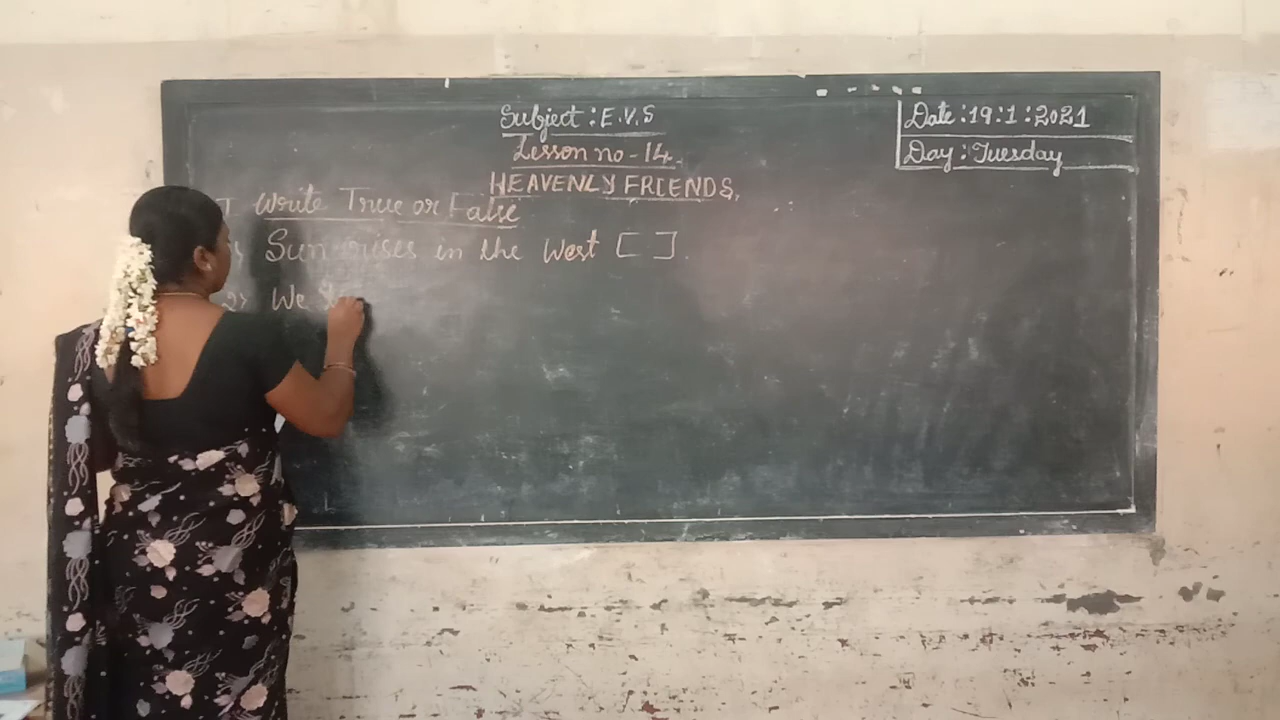 Subject : E.V.S
Date : 19 : 1 : 2021
Lesson no - 14.
Day : Tuesday
HEAVENLY FRIENDS,
I Write True or False
Sun rises in the West [ ].
2) We